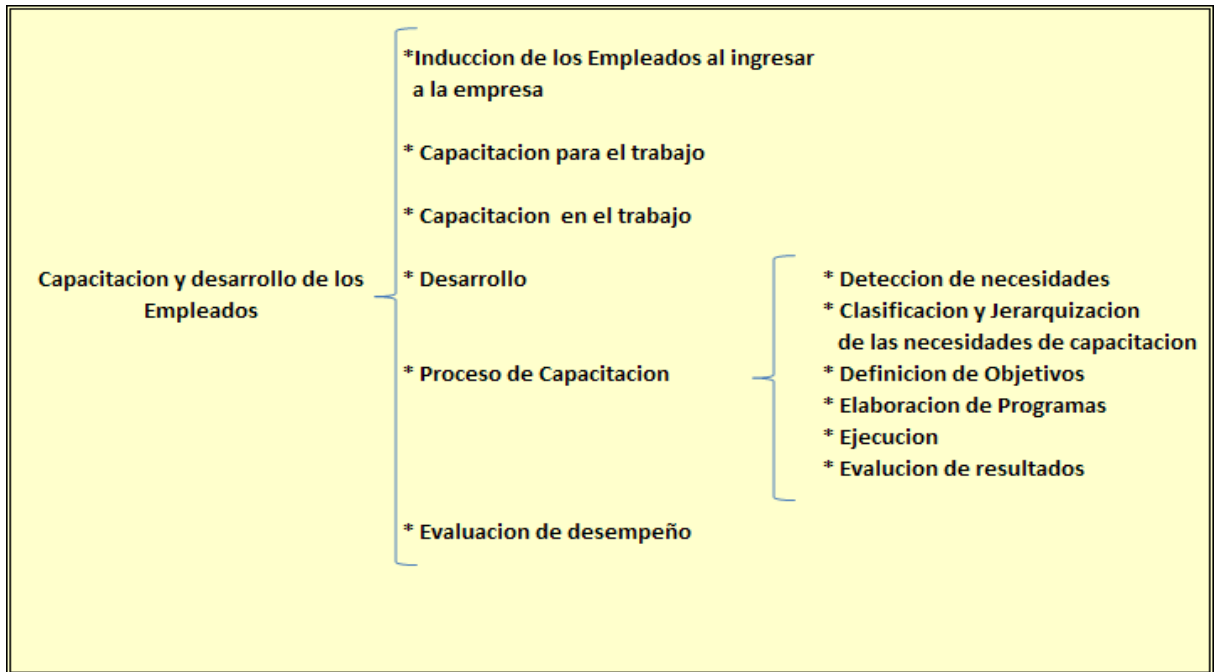 *Induccion de los Empleados al ingresar
a la empresa
* Capacitacion para el trabajo
* Capacitacion  en el trabajo
Capacitacion y desarrollo de los
Empleados
* Desarrollo
* Proceso de Capacitacion
* Evaluacion de desempeño
* Deteccion de necesidades
* Clasificacion y Jerarquizacion
de las necesidades de capacitacion
* Definicion de Objetivos
* Elaboracion de Programas
* Ejecucion
* Evalucion de resultados